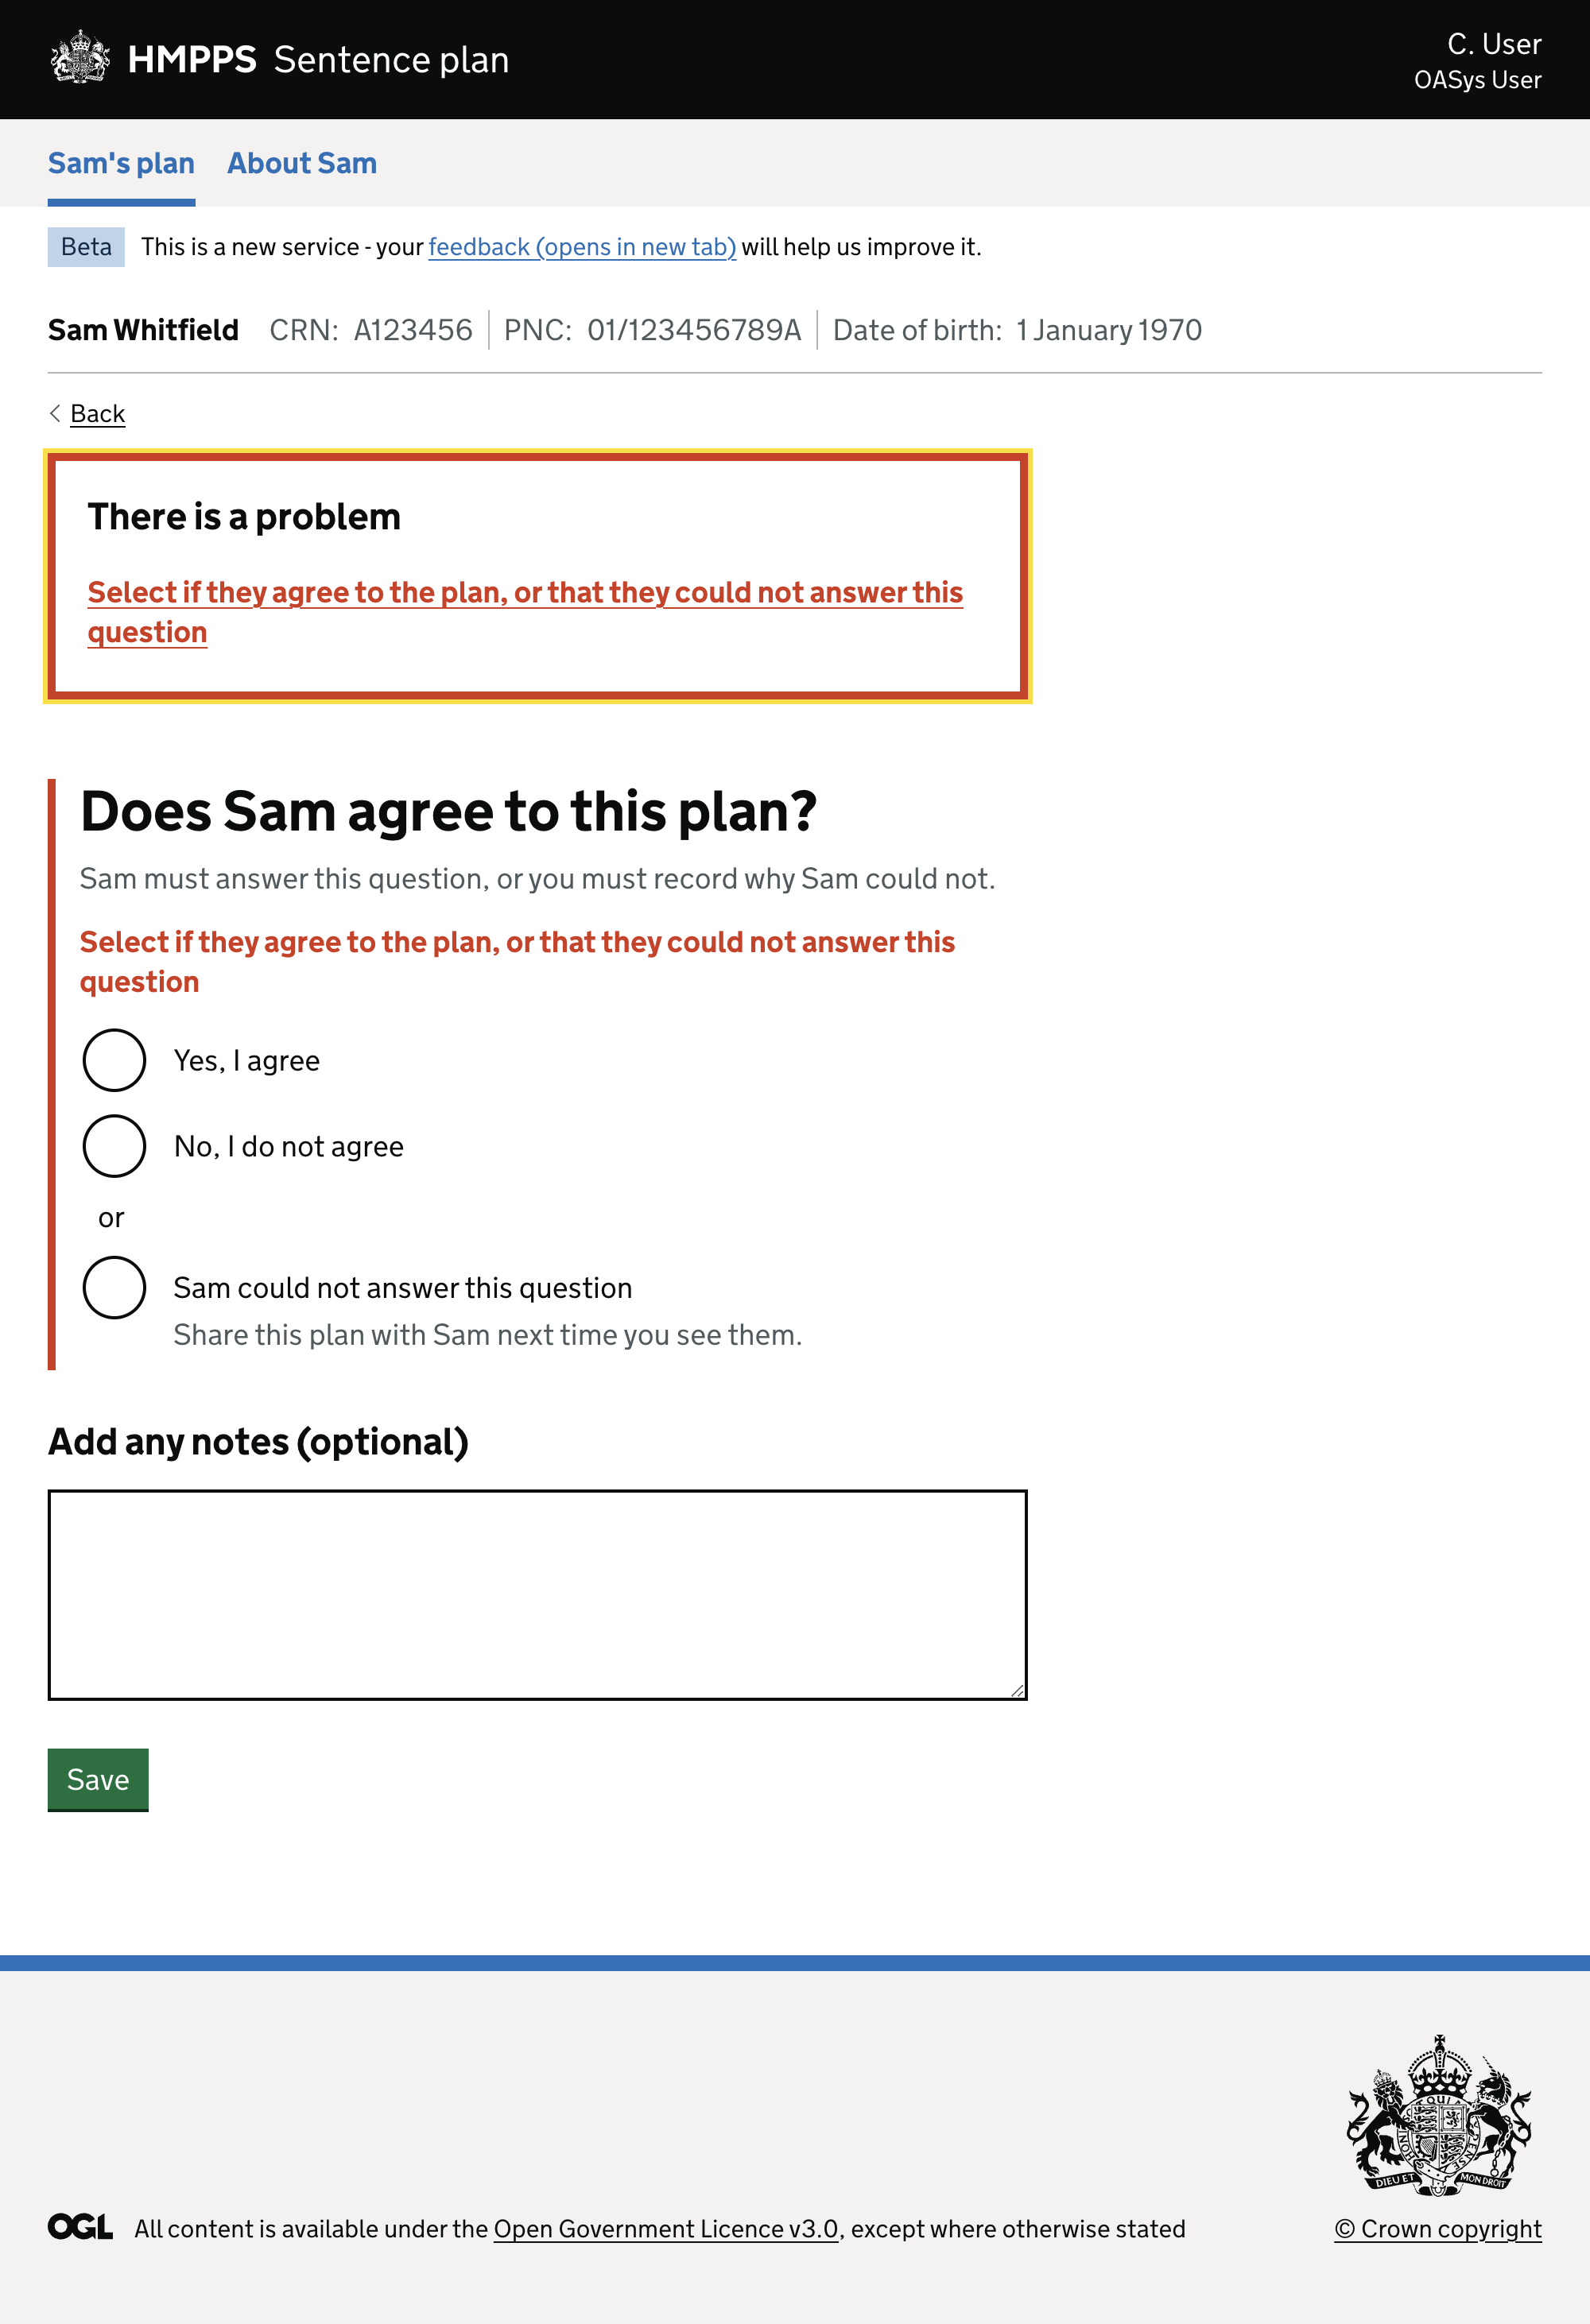 HMPPS Sentence plan
C. User
OASys User
Sam's plan About Sam
Beta This is a new service - your feedback (opens in new tab) will help us improve it.
Sam Whitfield CRN: A123456 PNC: 01/123456789A Date of birth: 1 January 1970
Back
There is a problem
Select if they agree to the plan, or that they could not answer this
question
Does Sam agree to this plan?
Sam must answer this question, or you must record why Sam could not.
Select if they agree to the plan, or that they could not answer this
question
Yes, I agree
No, I do not agree
or
Sam could not answer this question
Share this plan with Sam next time you see them.
Add any notes (optional)
Save
DIEU ET MON DROIT
OGL All content is available under the Open Government Licence v3.0, except where otherwise stated
© Crown copyright